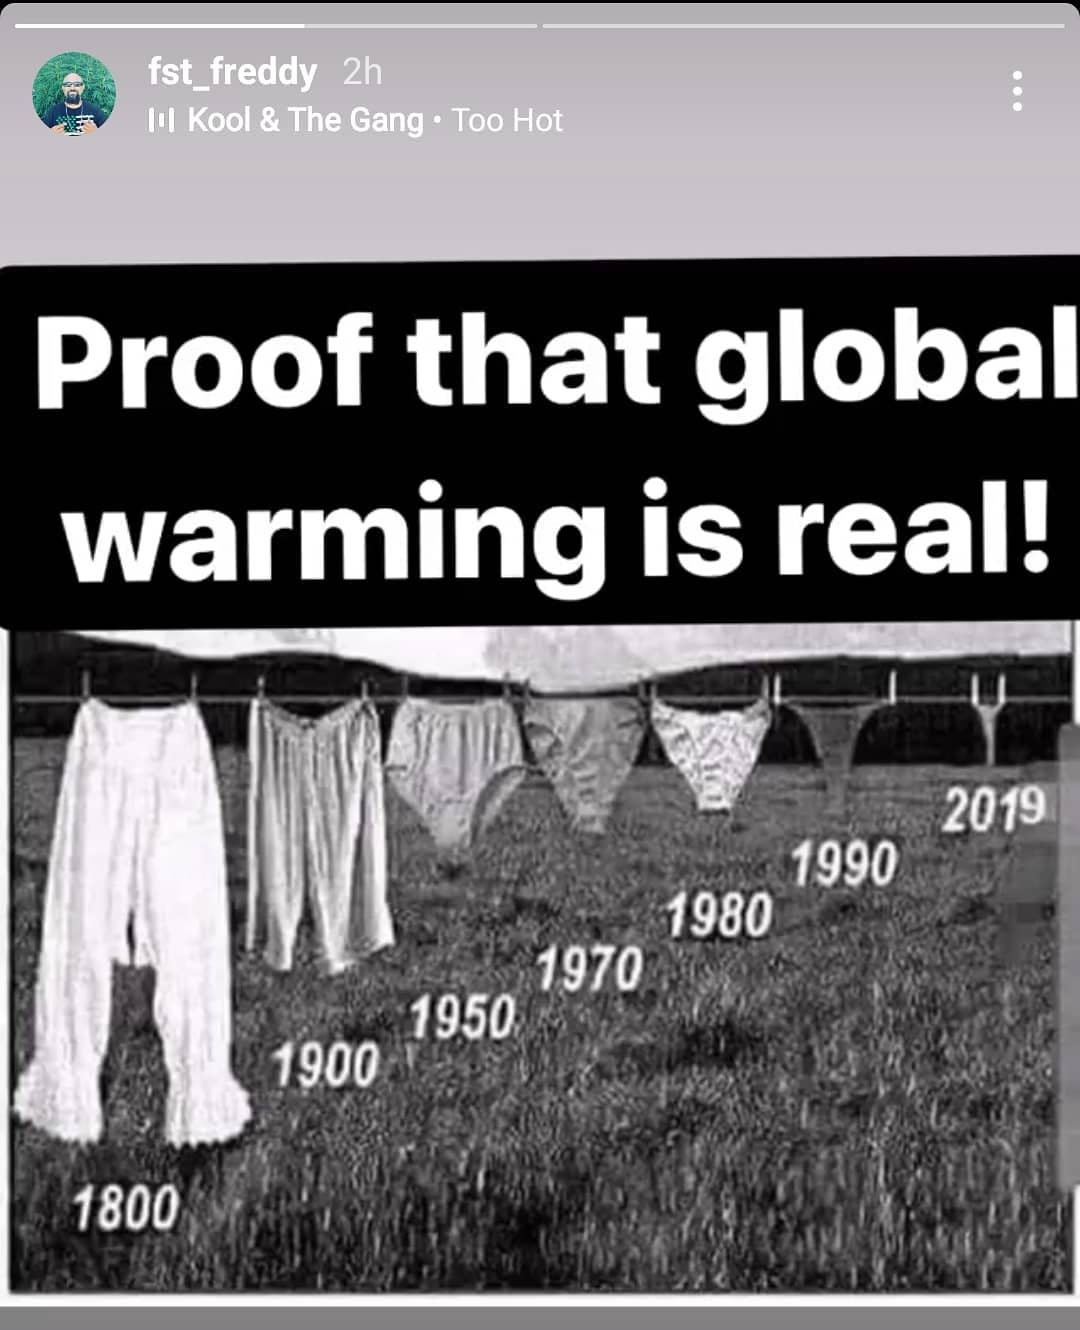 fst_freddy 2h
Kool & The Gang • Too Hot
Proof that global
warming is real!
2019
1990
1980
1970
1950
1900
1800